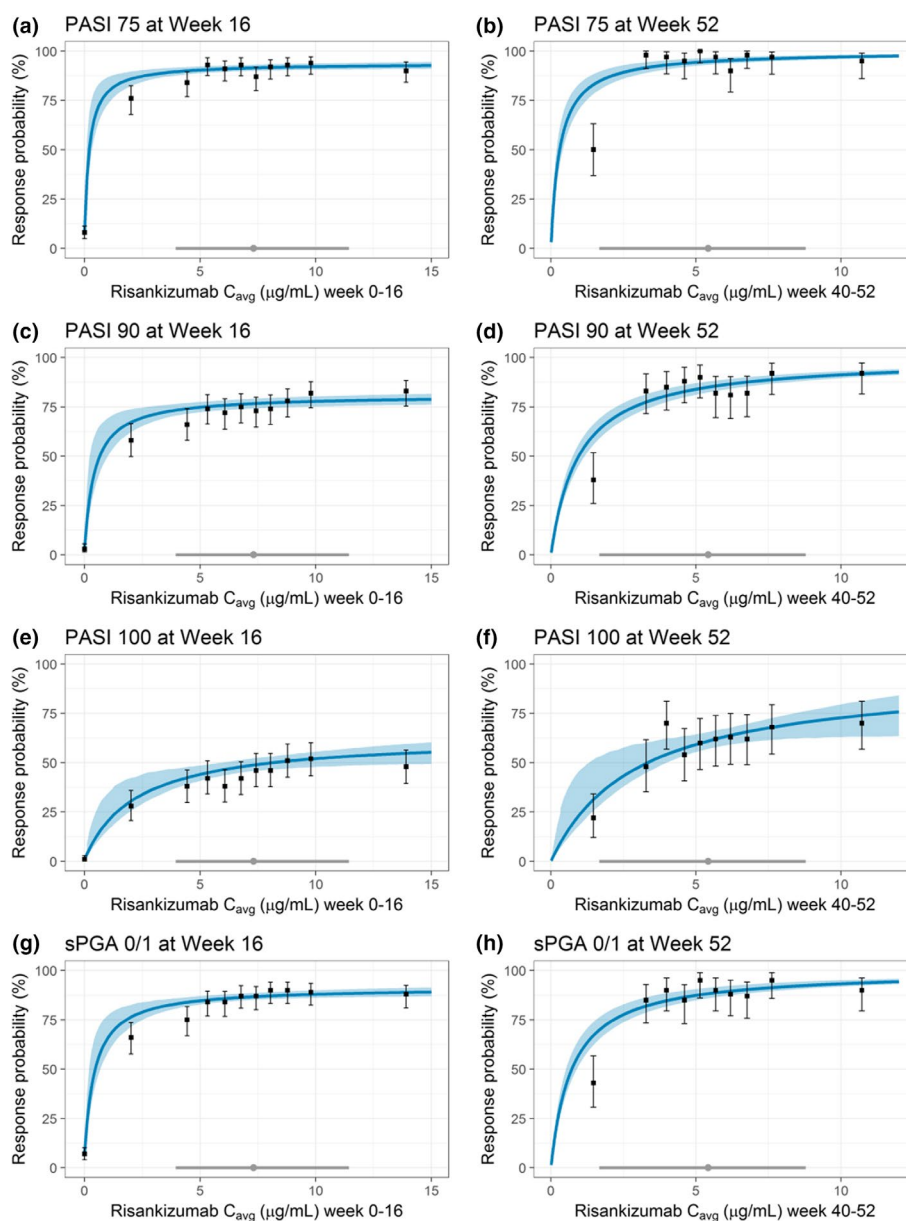 (a) PASI 75 at Week 16
Response probability (%)
100
75
50
25
0
0 5 10 15
Risankizumab Cavg (μg/mL) week 0-16
(b) PASI 75 at Week 52
Response probability (%)
100
75
50
25
0
0 5 10
Risankizumab Cavg (μg/mL) week 40-52
(c) PASI 90 at Week 16
Response probability (%)
100
75
50
25
0
0 5 10 15
Risankizumab Cavg (μg/mL) week 0-16
(d) PASI 90 at Week 52
Response probability (%)
100
75
50
25
0
0 5 10
Risankizumab Cavg (μg/mL) week 40-52
(e) PASI 100 at Week 16
Response probability (%)
100
75
50
25
0
0 5 10 15
Risankizumab Cavg (μg/mL) week 0-16
(f) PASI 100 at Week 52
Response probability (%)
100
75
50
25
0
0 5 10
Risankizumab Cavg (μg/mL) week 40-52
(g) sPGA 0/1 at Week 16
Response probability (%)
100
75
50
25
0
0 5 10 15
Risankizumab Cavg (μg/mL) week 0-16
(h) sPGA 0/1 at Week 52
Response probability (%)
100
75
50
25
0
0 5 10
Risankizumab Cavg (μg/mL) week 40-52